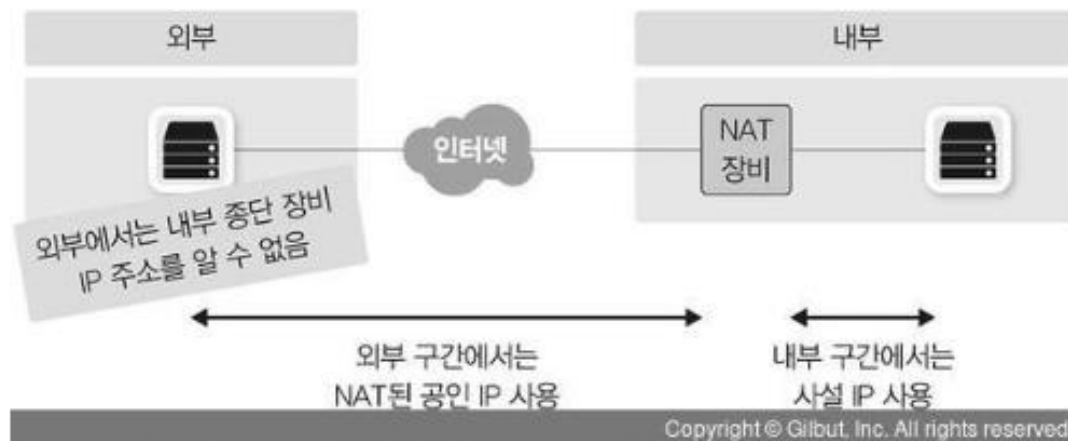 외부
내부
인터넷
NAT
장비
외부에서는 내부 종단 장비
IP 주소를 알 수 없음
외부 구간에서는
NAT된 공인 IP 사용
내부 구간에서는
사설 IP 사용
Copyright © Gilbut, Inc. All rights reserved